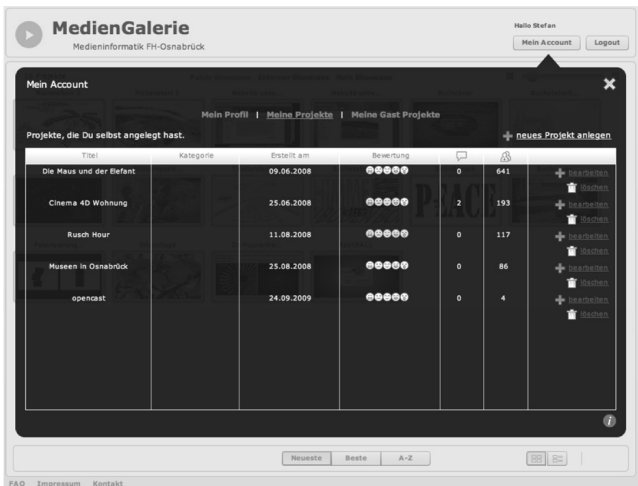 MedienGalerie
Medieninformatik FH-Osnabrück
Hallo Stefan
Mein Account Logout
Mein Account
Mein Profil | Meine Projekte | Meine Gast Projekte
Projekte, die Du selbst angelegt hast.
neues Projekt anlegen
Titel Kategorie Erstellt am Bewertung
Die Maus und der Elefant 09.06.2008 0 641 bearbeiten
löschen
Cinema 4D Wohnung 25.06.2008 2 193 bearbeiten
löschen
Rusch Hour 11.08.2008 0 117 bearbeiten
löschen
Museen in Osnabrück 25.08.2008 0 86 bearbeiten
löschen
opencast 24.09.2009 0 4 bearbeiten
löschen
PEACE
Neueste Beste A-Z
FAQ Impressum Kontakt